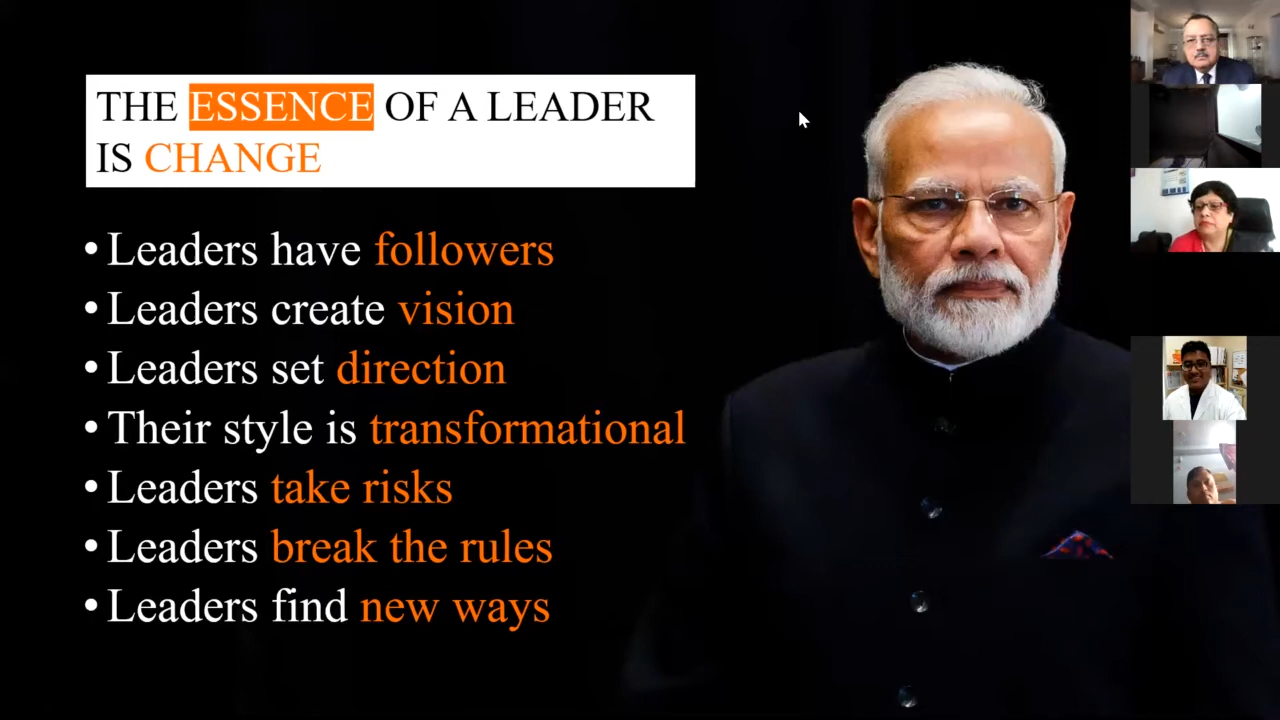 THE ESSENCE OF A LEADER
IS CHANGE
• Leaders have followers
• Leaders create vision
• Leaders set direction
• Their style is transformational
• Leaders take risks
• Leaders break the rules
• Leaders find new ways